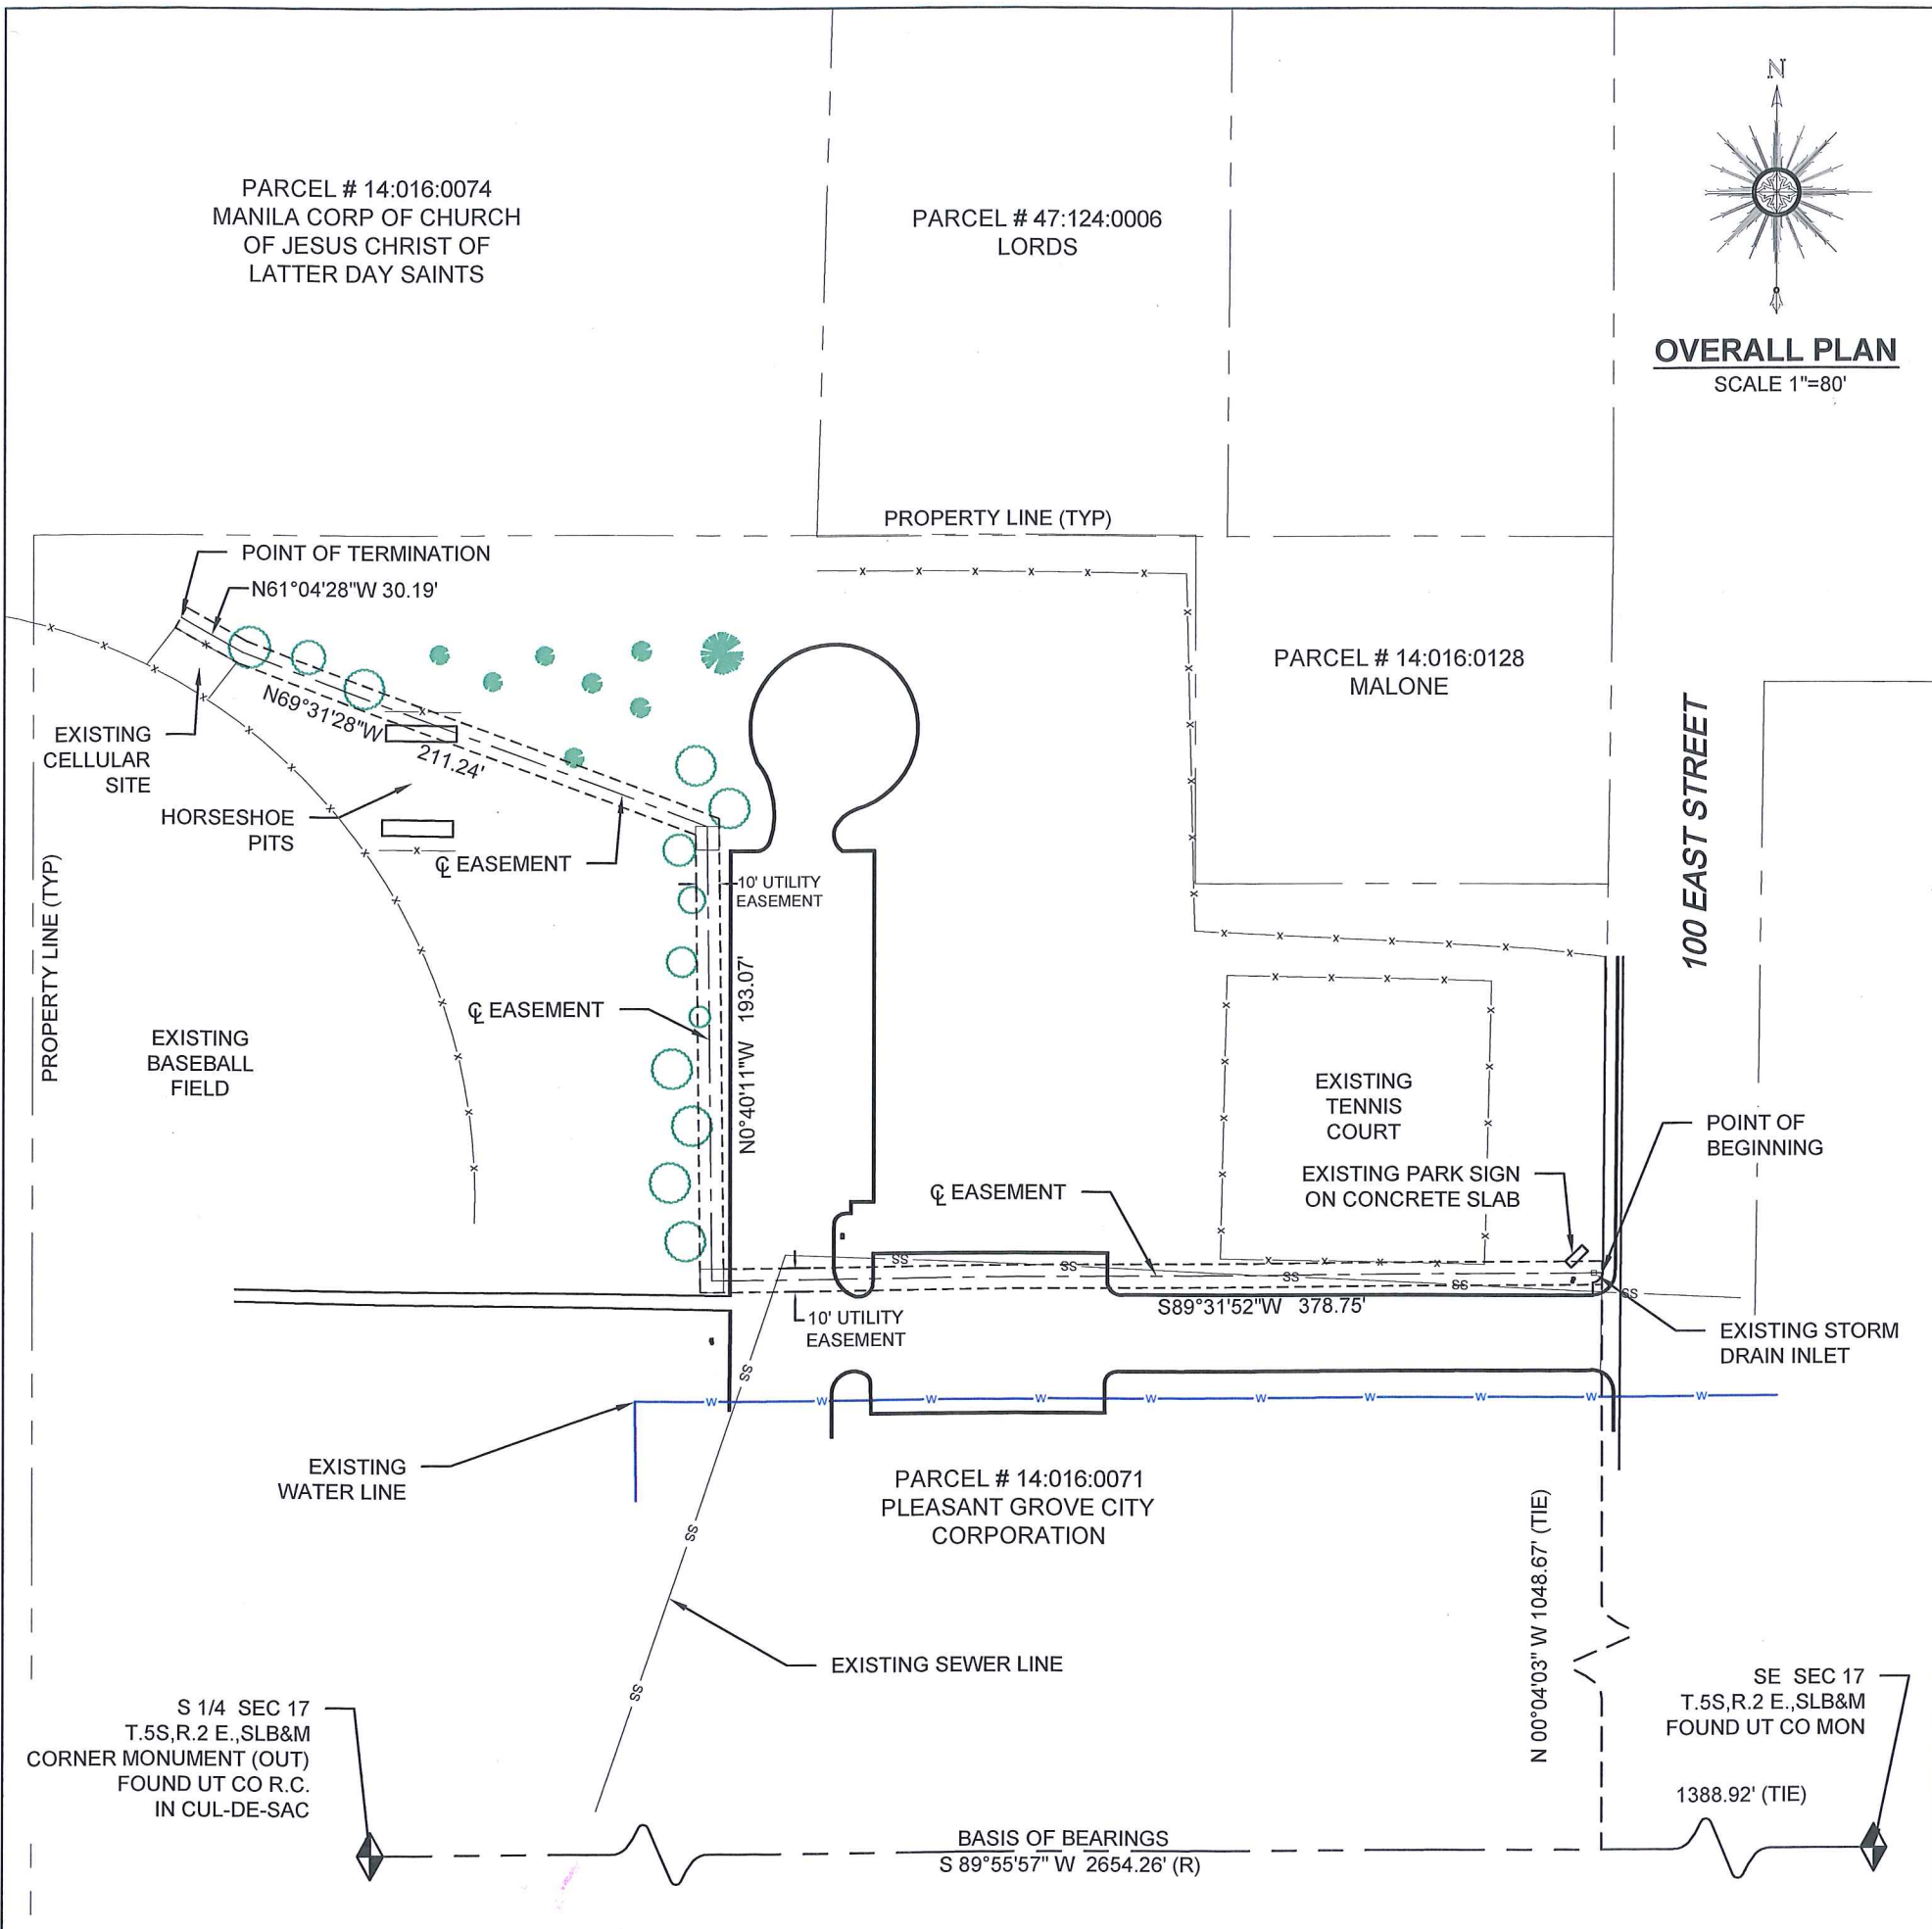 N
OVERALL PLAN
SCALE 1"=80'
PARCEL # 14:016:0074
MANILA CORP OF CHURCH
OF JESUS CHRIST OF
LATTER DAY SAINTS
PARCEL # 47:124:0006
LORDS
PROPERTY LINE (TYP)
POINT OF TERMINATION
N61°04'28"W 30.19'
N69°31'28"W
211.24'
EXISTING
CELLULAR
SITE
HORSESHOE
PITS
℄ EASEMENT
PARCEL # 14:016:0128
MALONE
100 EAST STREET
PROPERTY LINE (TYP)
10' UTILITY
EASEMENT
N0°40'11"W 193.07'
℄ EASEMENT
EXISTING
BASEBALL
FIELD
EXISTING
TENNIS
COURT
POINT OF
BEGINNING
EXISTING PARK SIGN
ON CONCRETE SLAB
℄ EASEMENT
SS
SS
SS
SS
SS
S89°31'52"W 378.75'
10' UTILITY
EASEMENT
EXISTING STORM
DRAIN INLET
SS
W W W W W W W W W W
EXISTING
WATER LINE
PARCEL # 14:016:0071
PLEASANT GROVE CITY
CORPORATION
SS
N 00°04'03" W 1048.67' (TIE)
EXISTING SEWER LINE
SS
S 1/4 SEC 17
T.5S,R.2 E.,SLB&M
CORNER MONUMENT (OUT)
FOUND UT CO R.C.
IN CUL-DE-SAC
SE SEC 17
T.5S,R.2 E.,SLB&M
FOUND UT CO MON
1388.92' (TIE)
BASIS OF BEARINGS
S 89°55'57" W 2654.26' (R)